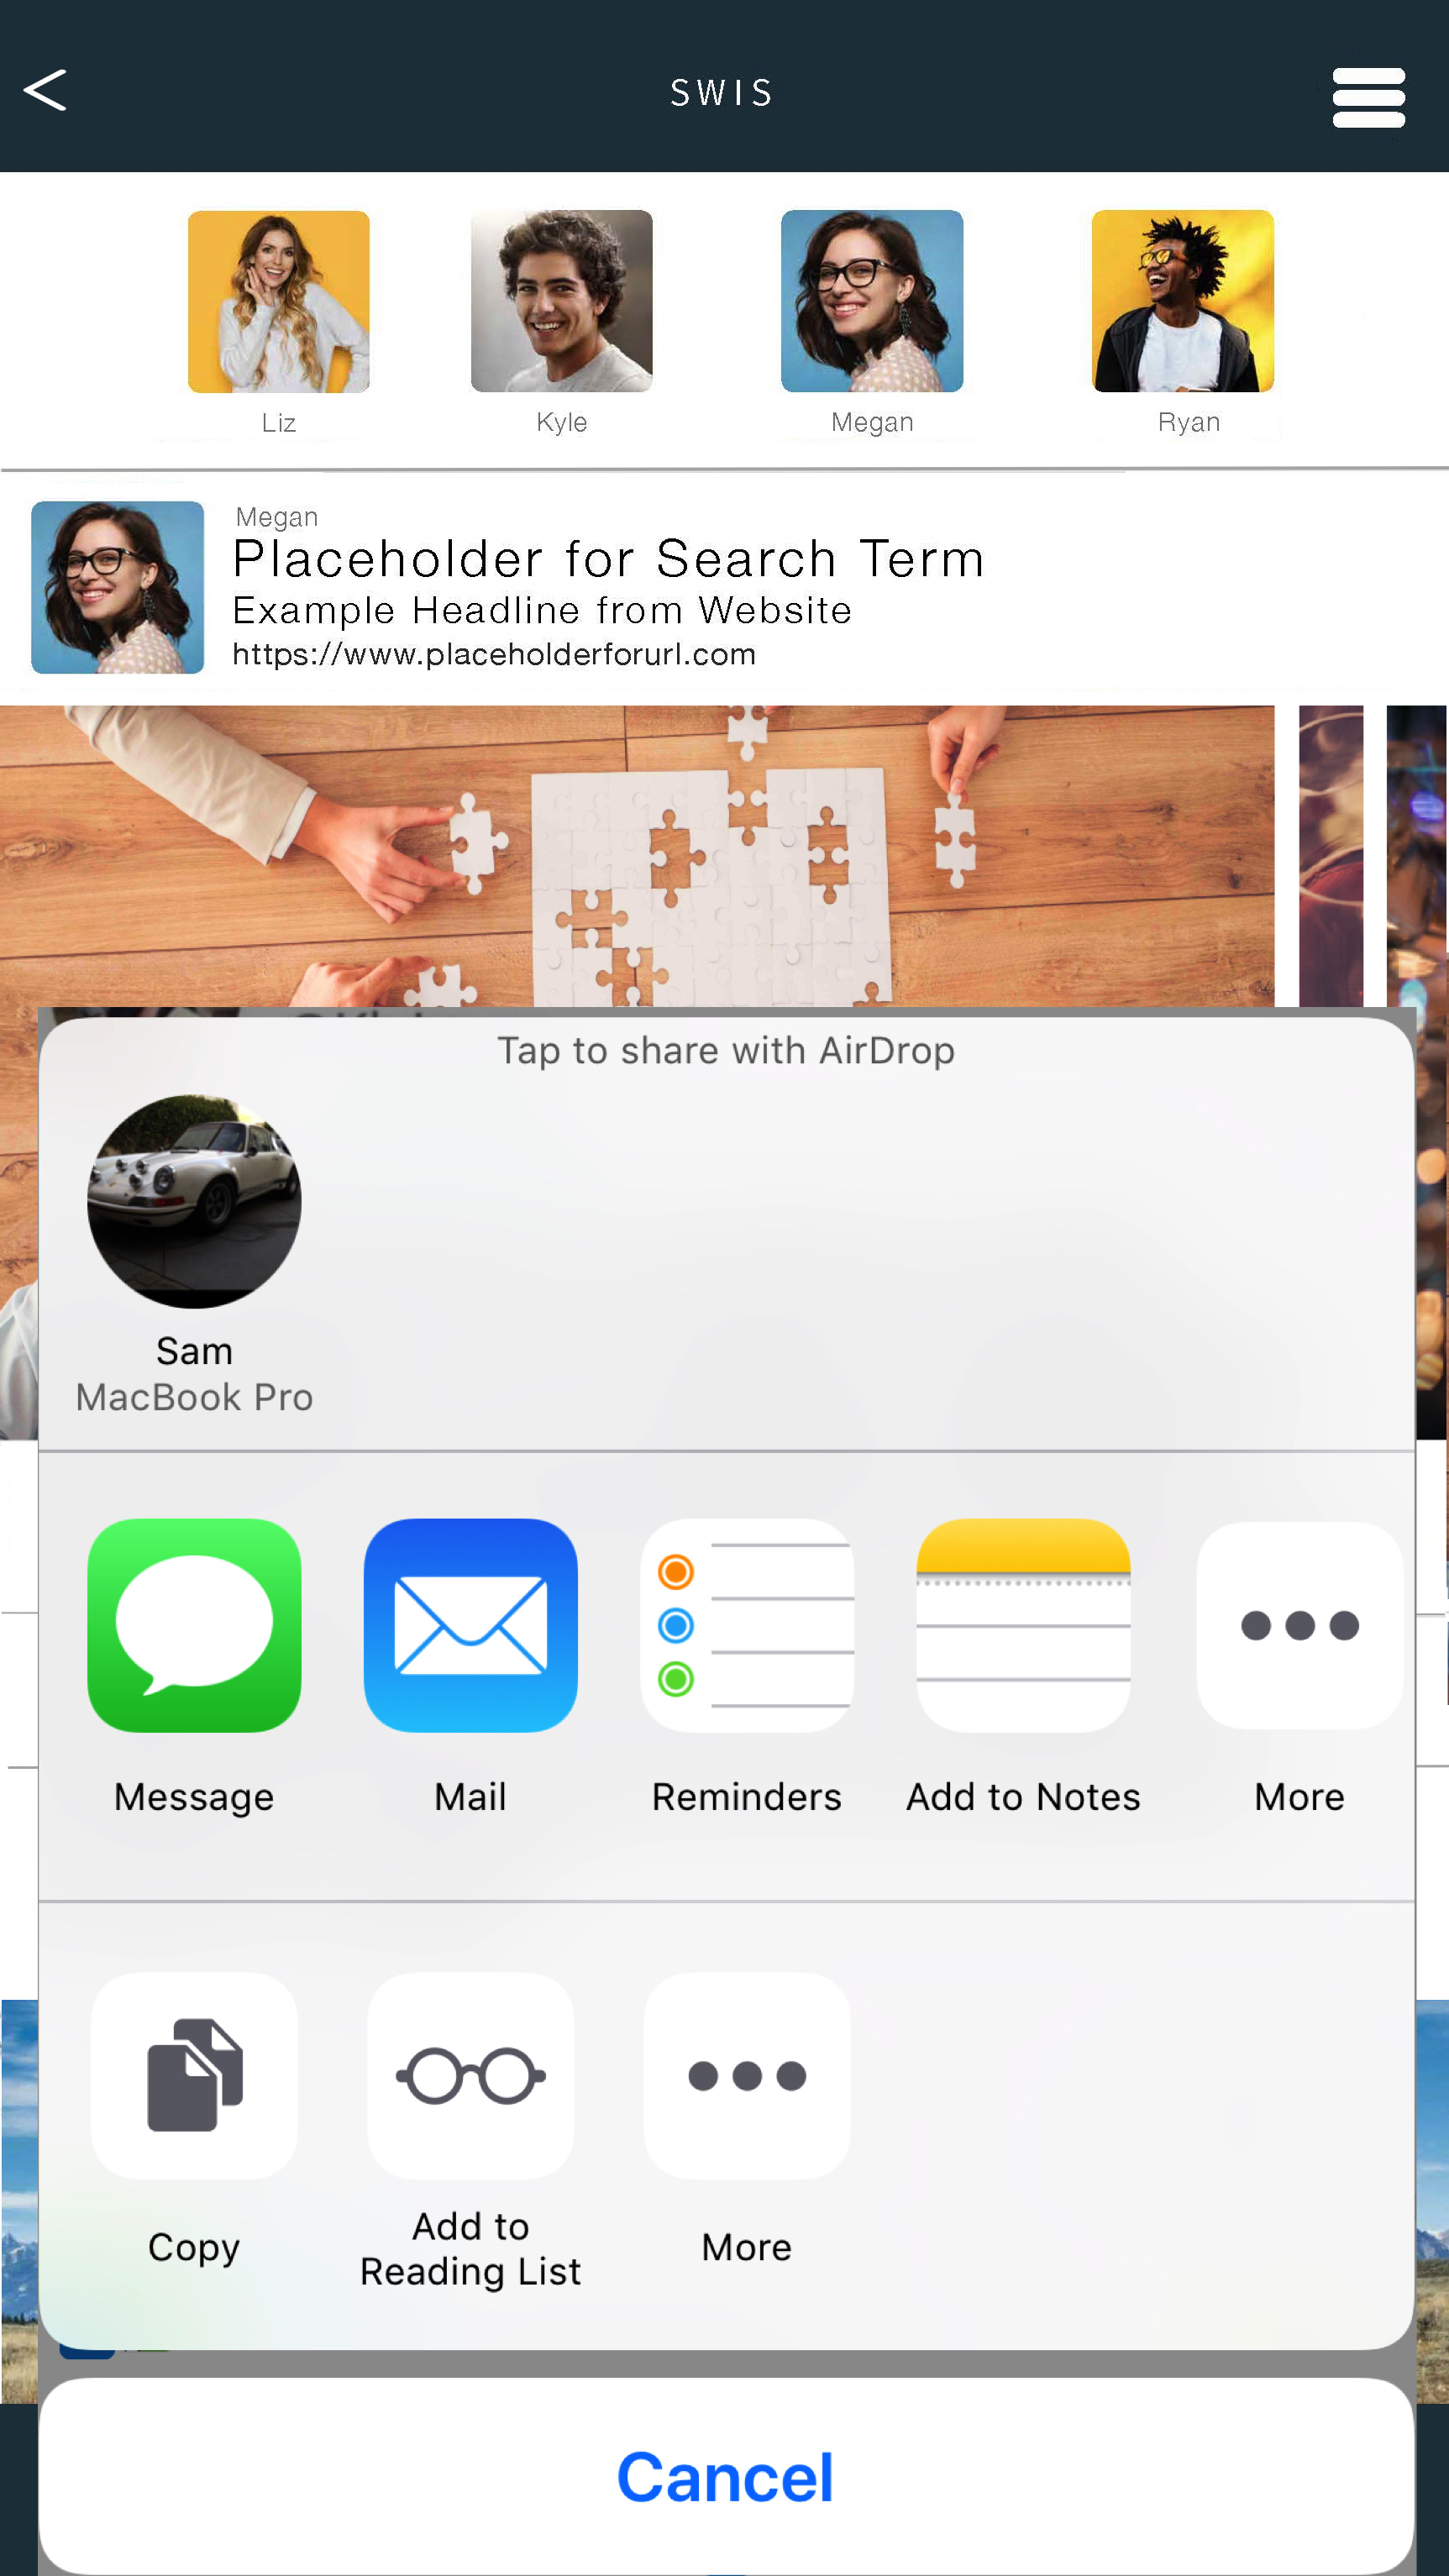 SWIS
Liz
Kyle
Megan
Ryan
Megan
Placeholder for Search Term
Example Headline from Website
https://www.placeholderforurl.com
Tap to share with AirDrop
Sam
MacBook Pro
Message
Mail
Reminders
Add to Notes
More
Copy
Add to
Reading List
More
Cancel